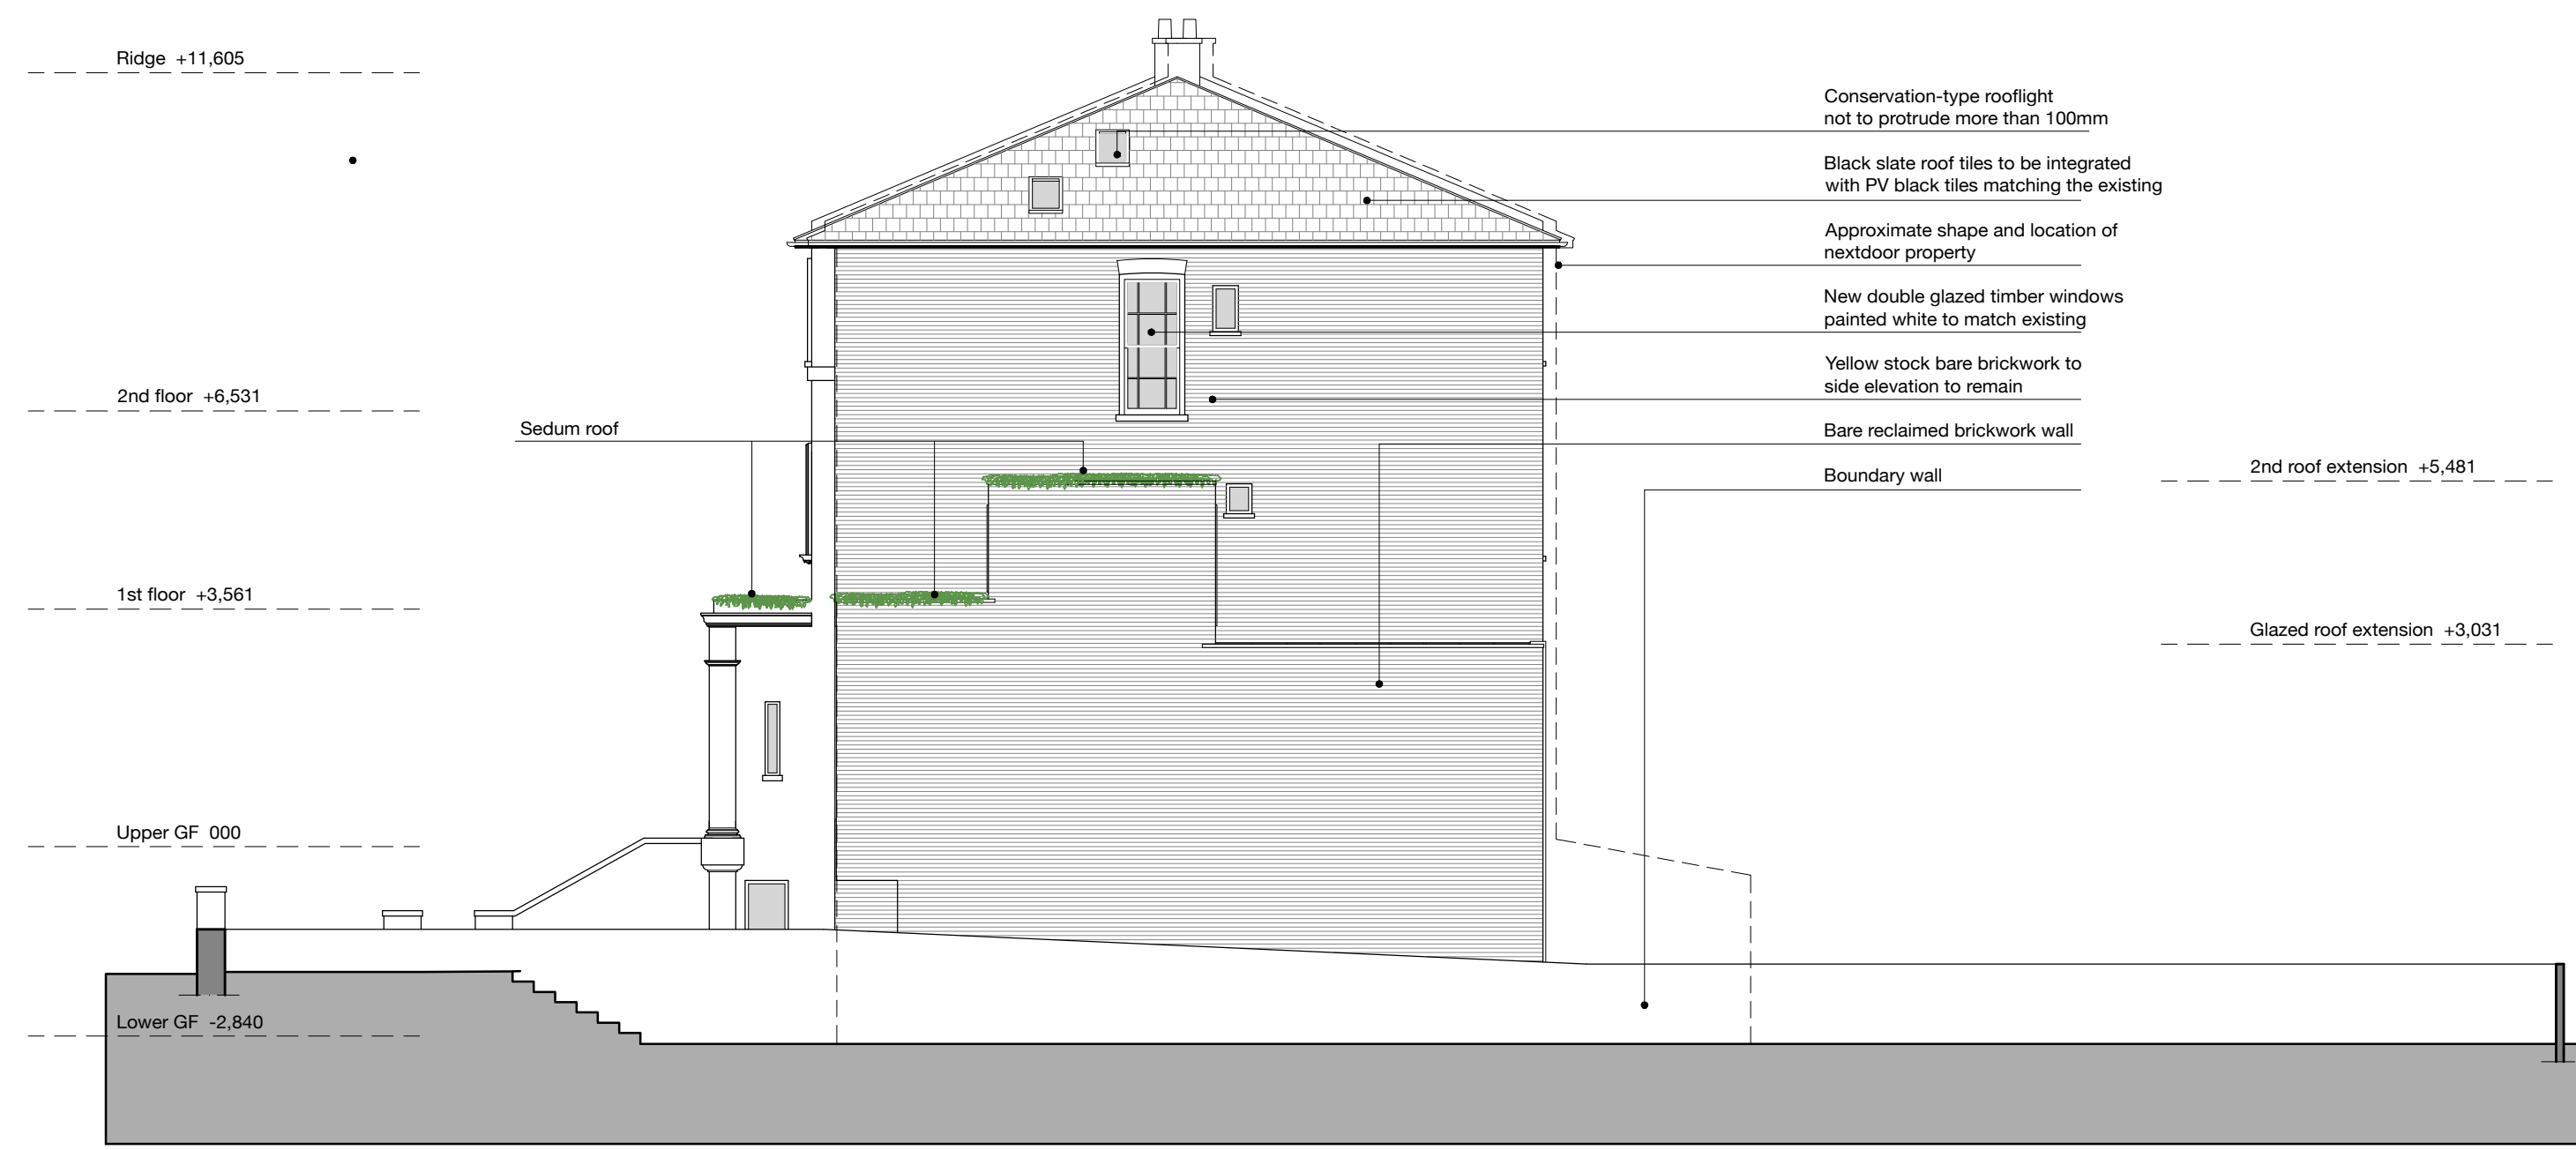 Ridge +11,605
2nd floor +6,531
Sedum roof
1st floor +3,561
Upper GF 000
Lower GF -2,840
Conservation-type rooflight
not to protrude more than 100mm
Black slate roof tiles to be integrated
with PV black tiles matching the existing
Approximate shape and location of
nextdoor property
New double glazed timber windows
painted white to match existing
Yellow stock bare brickwork to
side elevation to remain
Bare reclaimed brickwork wall
Boundary wall
2nd roof extension +5,481
Glazed roof extension +3,031